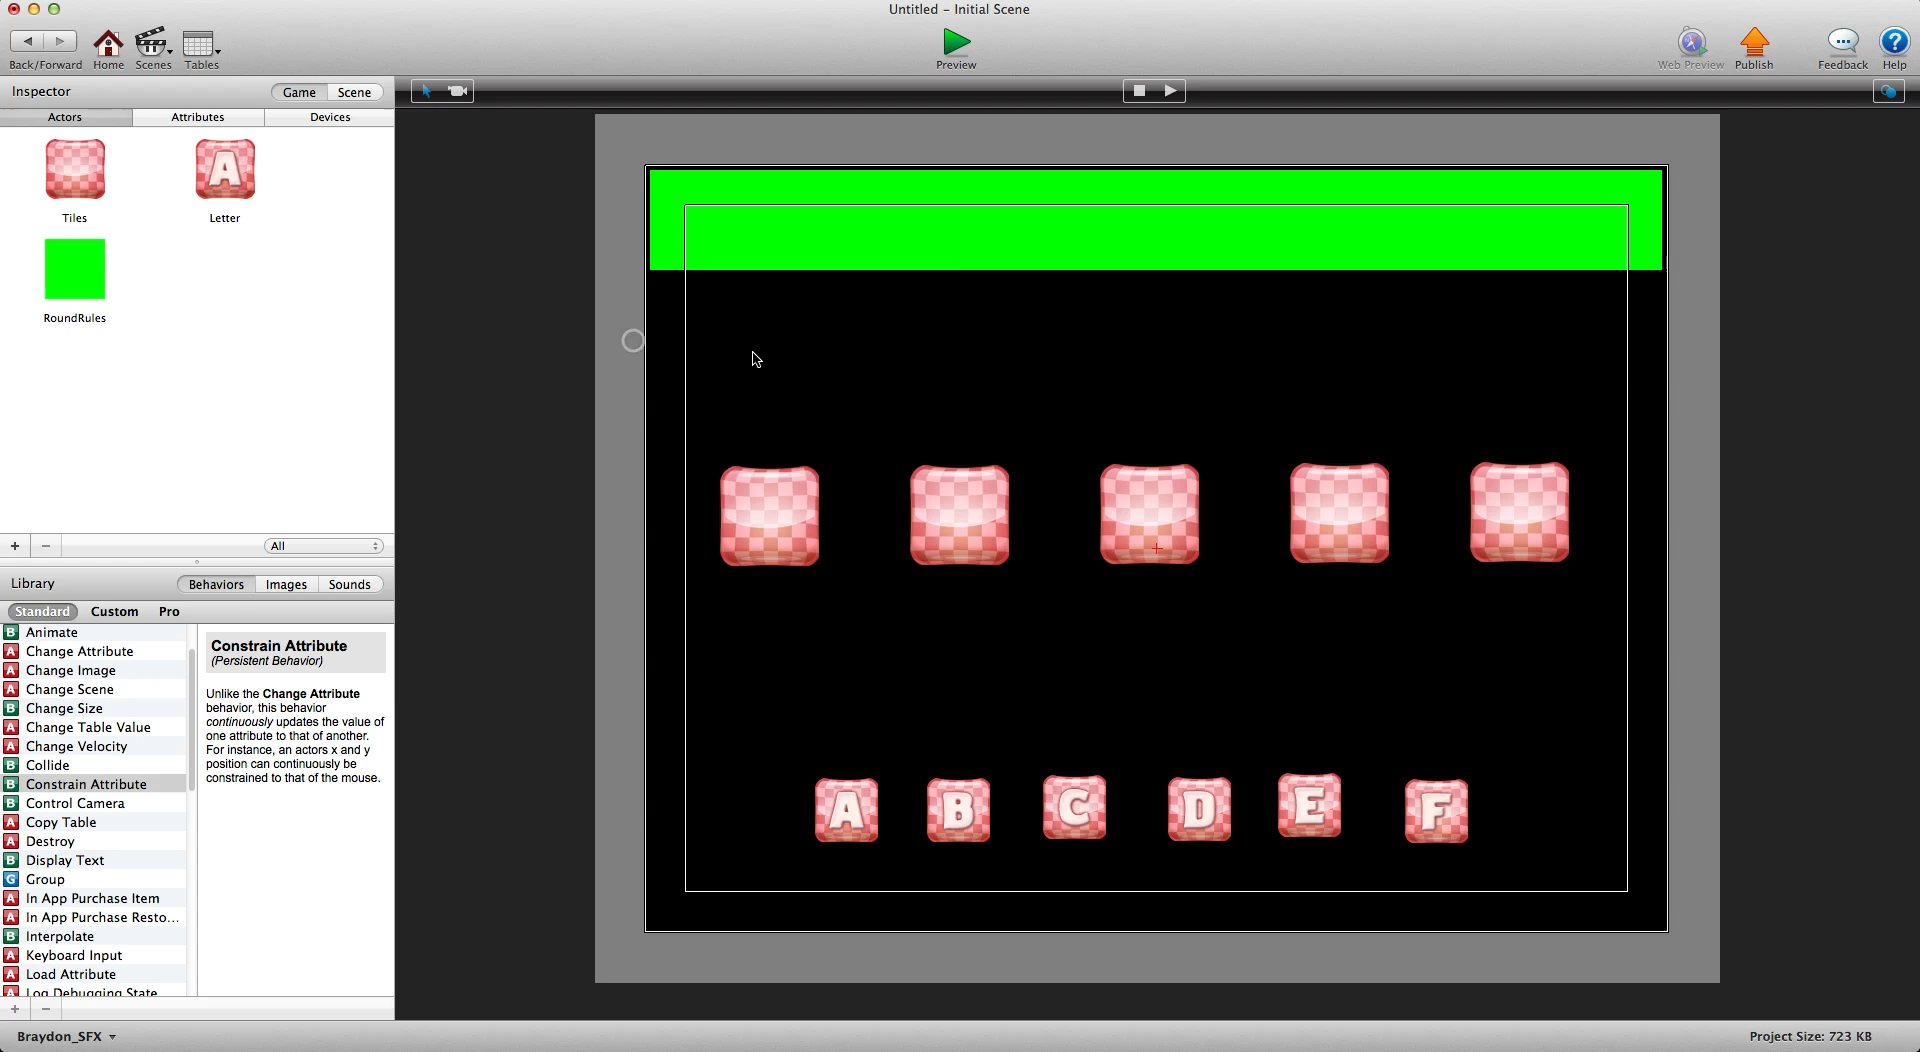 Untitled – Initial Scene
Back/Forward
Home
Scenes
Tables
Preview
Web Preview
Publish
Feedback
Help
Inspector
Game
Scene
Actors
Attributes
Devices
A
Tiles
Letter
RoundRules
+
–
All
Library
Behaviors
Images
Sounds
Standard
Custom
Pro
B Animate
A Change Attribute
A Change Image
A Change Scene
B Change Size
A Change Table Value
A Change Velocity
B Collide
B Constrain Attribute
B Control Camera
A Copy Table
A Destroy
B Display Text
G Group
A In App Purchase Item
A In App Purchase Resto...
B Interpolate
A Keyboard Input
A Load Attribute
A Log Debugging State
Constrain Attribute
(Persistent Behavior)
Unlike the Change Attribute
behavior, this behavior
continuously updates the value of
one attribute to that of another.
For instance, an actors x and y
position can continuously be
constrained to that of the mouse.
A B C D E F
+
–
Braydon_SFX
Project Size: 723 KB